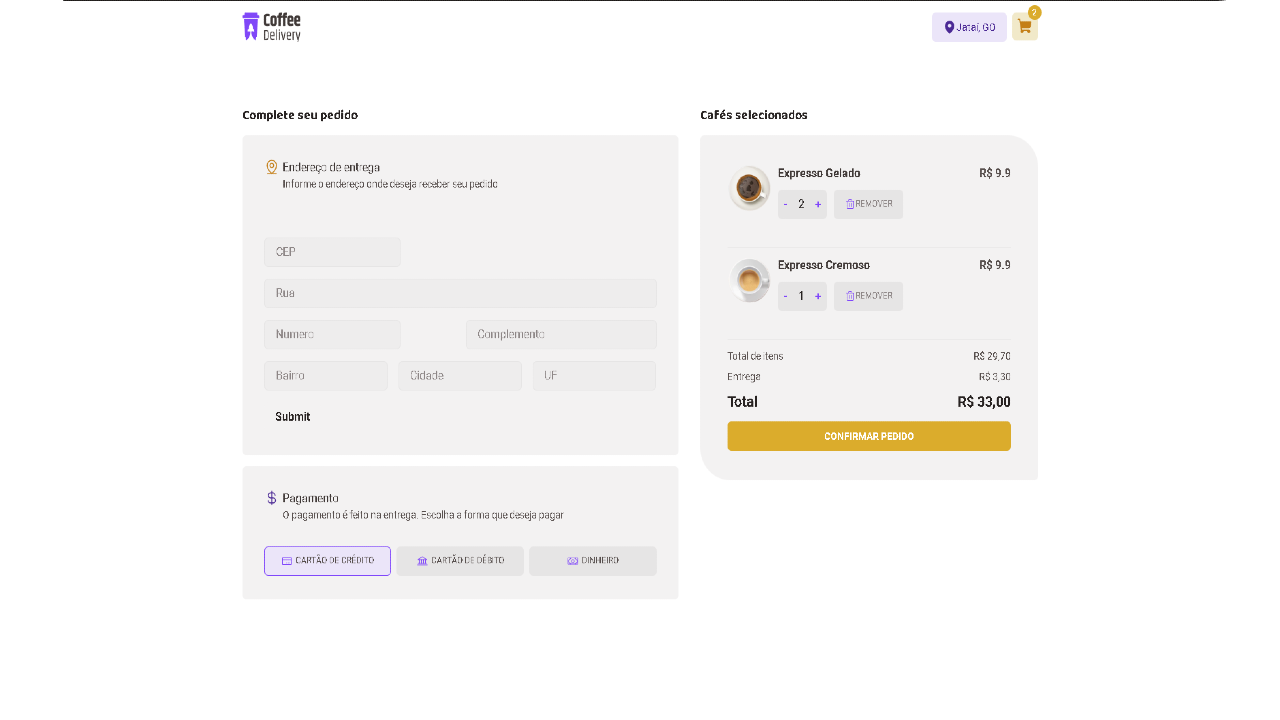 Coffee
Delivery
Jataí, GO
2
Complete seu pedido
Endereço de entrega
Informe o endereço onde deseja receber seu pedido
CEP
Rua
Numero
Complemento
Bairro
Cidade
UF
Submit
Pagamento
O pagamento é feito na entrega. Escolha a forma que deseja pagar
CARTÃO DE CRÉDITO
CARTÃO DE DÉBITO
DINHEIRO
Cafés selecionados
Expresso Gelado
R$ 9.9
- 2 +
REMOVER
Expresso Cremoso
R$ 9.9
- 1 +
REMOVER
Total de itens
R$ 29,70
Entrega
R$ 3,30
Total
R$ 33,00
CONFIRMAR PEDIDO